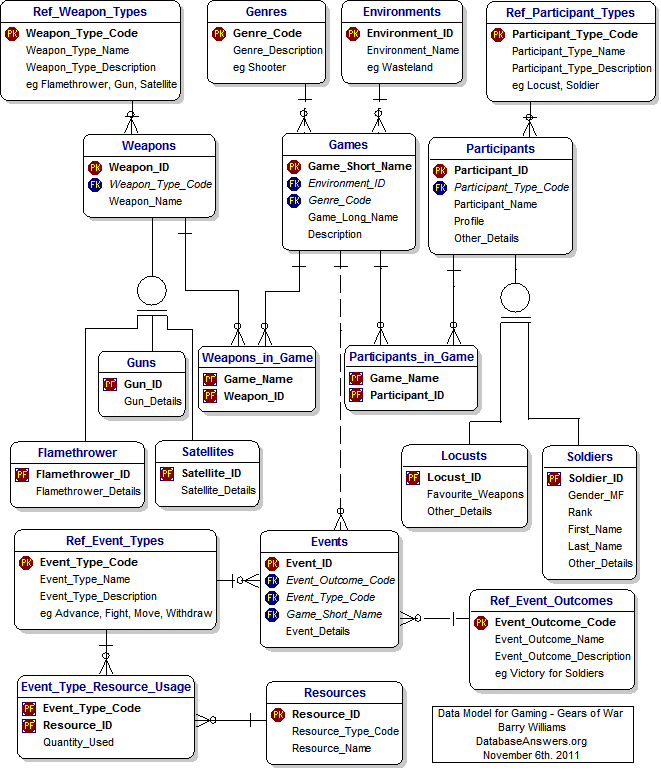 Ref_Weapon_Types
PK Weapon_Type_Code
Weapon_Type_Name
Weapon_Type_Description
eg Flamethrower, Gun, Satellite
Genres
PK Genre_Code
Genre_Description
eg Shooter
Environments
PK Environment_ID
Environment_Name
eg Wasteland
Ref_Participant_Types
PK Participant_Type_Code
Participant_Type_Name
Participant_Type_Description
eg Locust, Soldier
Weapons
PK Weapon_ID
FK Weapon_Type_Code
Weapon_Name
Games
PK Game_Short_Name
FK Environment_ID
FK Genre_Code
Game_Long_Name
Description
Participants
PK Participant_ID
FK Participant_Type_Code
Participant_Name
Profile
Other_Details
Guns
PF Gun_ID
Gun_Details
Weapons_in_Game
PF Game_Name
PF Weapon_ID
Participants_in_Game
PF Game_Name
PF Participant_ID
Flamethrower
PF Flamethrower_ID
Flamethrower_Details
Satellites
PF Satellite_ID
Satellite_Details
Locusts
PF Locust_ID
Favourite_Weapons
Other_Details
Soldiers
PF Soldier_ID
Gender_MF
Rank
First_Name
Last_Name
Other_Details
Ref_Event_Types
PK Event_Type_Code
Event_Type_Name
Event_Type_Description
eg Advance, Fight, Move, Withdraw
Events
PK Event_ID
FK Event_Outcome_Code
FK Event_Type_Code
FK Game_Short_Name
Event_Details
Ref_Event_Outcomes
PK Event_Outcome_Code
Event_Outcome_Name
Event_Outcome_Description
eg Victory for Soldiers
Event_Type_Resource_Usage
PF Event_Type_Code
PF Resource_ID
Quantity_Used
Resources
PK Resource_ID
Resource_Type_Code
Resource_Name
Data Model for Gaming - Gears of War
Barry Williams
DatabaseAnswers.org
November 6th. 2011